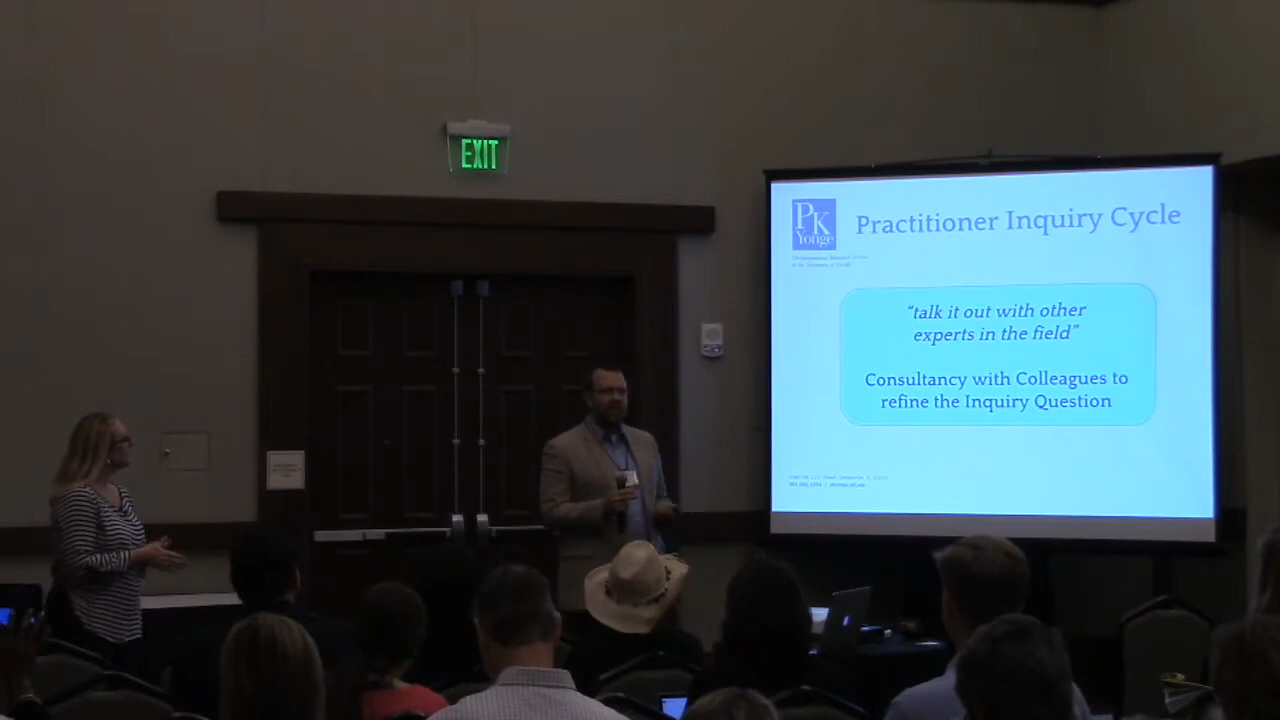 EXIT
PK
Yonge
Practitioner Inquiry Cycle
“talk it out with other
experts in the field”
Consultancy with Colleagues to
refine the Inquiry Question